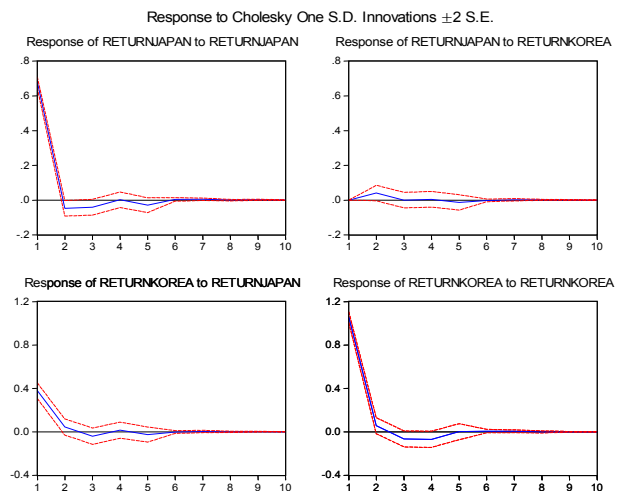 Response to Cholesky One S.D. Innovations ±2 S.E.
Response of RETURNJAPAN to RETURNJAPAN
.8
.6
.4
.2
.0
-.2
1 2 3 4 5 6 7 8 9 10
Response of RETURNJAPAN to RETURNKOREA
.8
.6
.4
.2
.0
-.2
1 2 3 4 5 6 7 8 9 10
Response of RETURNKOREA to RETURNJAPAN
1.2
0.8
0.4
0.0
-0.4
1 2 3 4 5 6 7 8 9 10
Response of RETURNKOREA to RETURNKOREA
1.2
0.8
0.4
0.0
-0.4
1 2 3 4 5 6 7 8 9 10